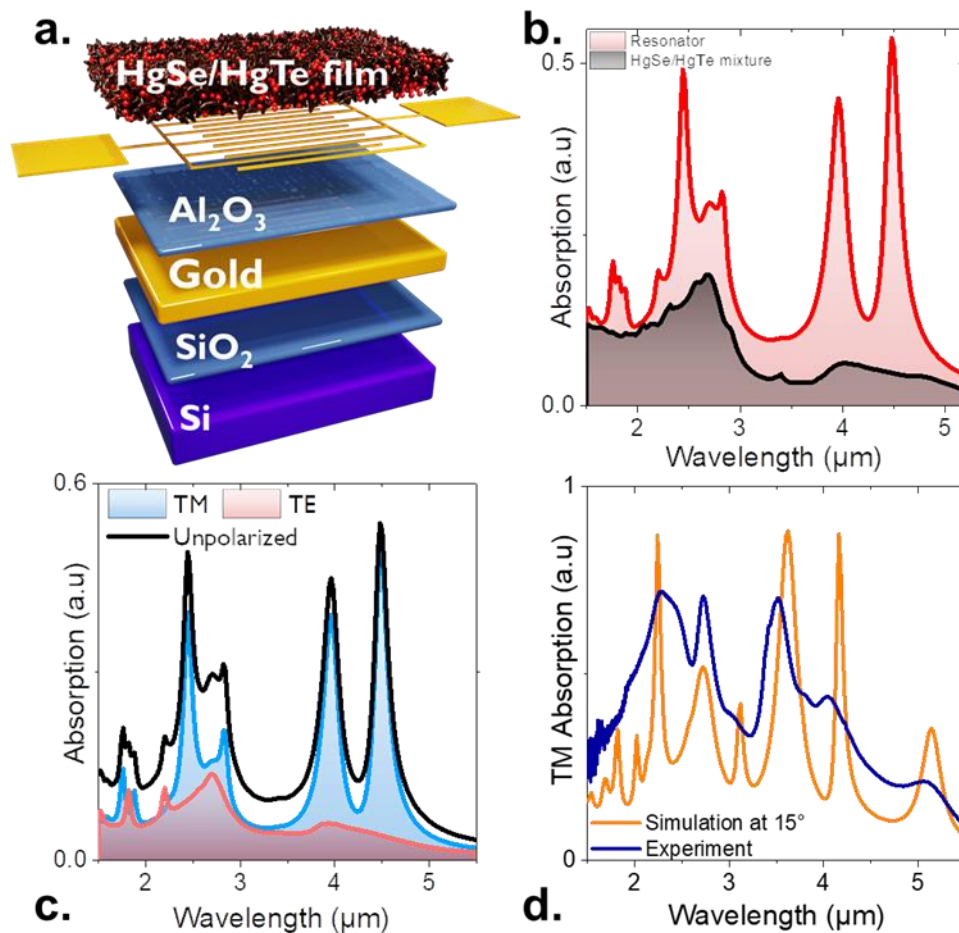 a.
HgSe/HgTe film
Al₂O₃
Gold
SiO₂
Si
b.
Resonator
HgSe/HgTe mixture
0.5
0.0
Absorption (a.u)
2 3 4 5
Wavelength (μm)
0.6
TM TE
Unpolarized
0.0
Absorption (a.u)
2 3 4 5
Wavelength (μm)
c.
1
Simulation at 15°
Experiment
0
TM Absorption (a.u)
2 3 4 5
Wavelength (μm)
d.